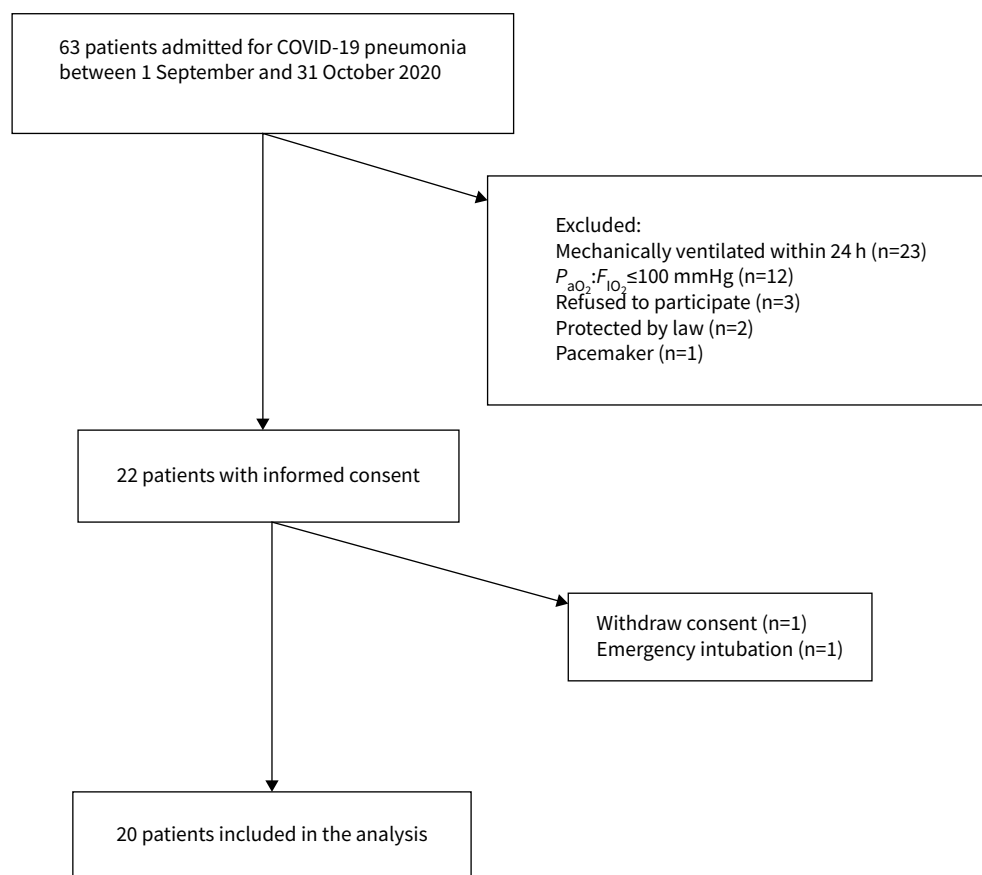 63 patients admitted for COVID-19 pneumonia
between 1 September and 31 October 2020
Excluded:
Mechanically ventilated within 24 h (n=23)
PaO2:FIO2≤100 mmHg (n=12)
Refused to participate (n=3)
Protected by law (n=2)
Pacemaker (n=1)
22 patients with informed consent
Withdraw consent (n=1)
Emergency intubation (n=1)
20 patients included in the analysis